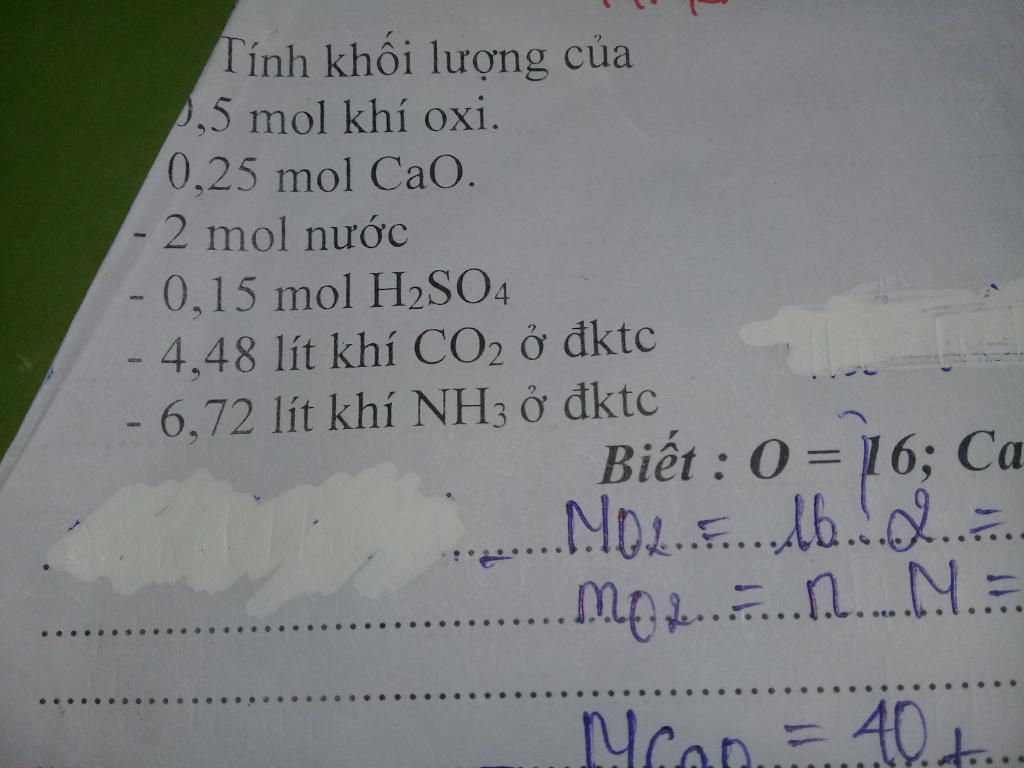 Tính khối lượng của
0,5 mol khí oxi.
0,25 mol CaO.
- 2 mol nước
- 0,15 mol H2SO4
- 4,48 lít khí CO2 ở đktc
- 6,72 lít khí NH3 ở đktc
Biết : O = 16; Ca
- MO2 = 16 . 2 =
mO2 = n . M =
MCaO = 40 +